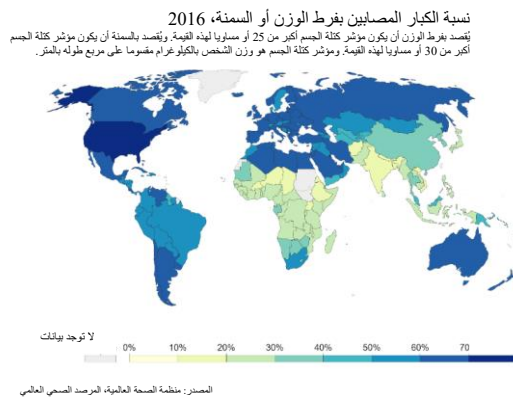 نسبة الكبار المصابين بفرط الوزن أو السمنة، 2016
يُقصد بفرط الوزن أن يكون مؤشر كتلة الجسم أكبر من 25 أو مساويا لهذه القيمة. ويُقصد بالسمنة أن يكون مؤشر كتلة الجسم
أكبر من 30 أو مساويا لهذه القيمة. ومؤشر كتلة الجسم هو وزن الشخص بالكيلوغرام مقسوما على مربع طوله بالمتر.
لا توجد بيانات
0% 10% 20% 30% 40% 50% 60% 70
المصدر: منظمة الصحة العالمية، المرصد الصحي العالمي